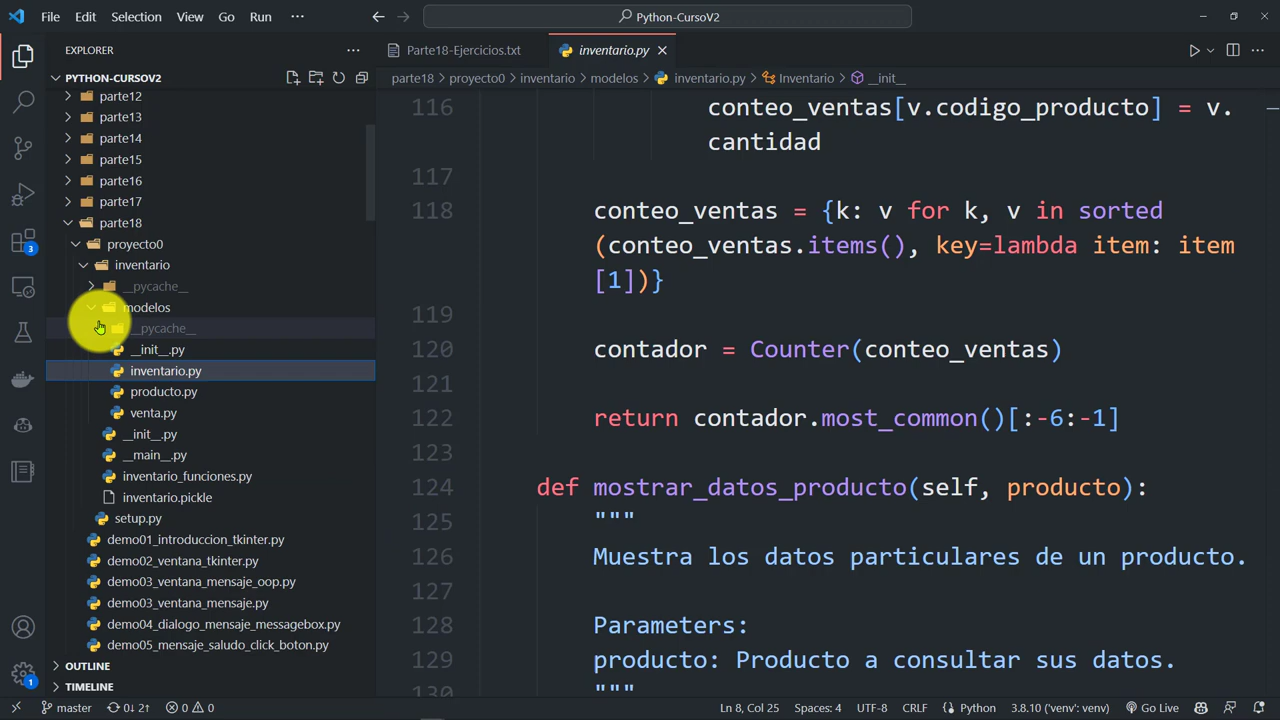 File Edit Selection View Go Run ··· Python-CursoV2
EXPLORER ···
PYTHON-CURSOV2
parte12
parte13
parte14
parte15
parte16
parte17
parte18
proyecto0
inventario
__pycache__
modelos
__pycache__
__init__.py
inventario.py
producto.py
venta.py
__init__.py
__main__.py
inventario_funciones.py
inventario.pickle
setup.py
demo01_introduccion_tkinter.py
demo02_ventana_tkinter.py
demo03_ventana_mensaje_oop.py
demo03_ventana_mensaje.py
demo04_dialogo_mensaje_messagebox.py
demo05_mensaje_saludo_click_boton.py
OUTLINE
TIMELINE
3
1
Parte18-Ejercicios.txt inventario.py
parte18 > proyecto0 > inventario > modelos > inventario.py > Inventario > __init__
116 conteo_ventas[v.codigo_producto] = v.
cantidad
117
118 conteo_ventas = {k: v for k, v in sorted
(conteo_ventas.items(), key=lambda item: item
[1])}
119
120 contador = Counter(conteo_ventas)
121
122 return contador.most_common()[:-6:-1]
123
124 def mostrar_datos_producto(self, producto):
125 """
126 Muestra los datos particulares de un producto.
127
128 Parameters:
129 producto: Producto a consultar sus datos.
130 """
master 0↓ 2↑ 0 0 Ln 8, Col 25 Spaces: 4 UTF-8 CRLF Python 3.8.10 ('venv': venv) Go Live